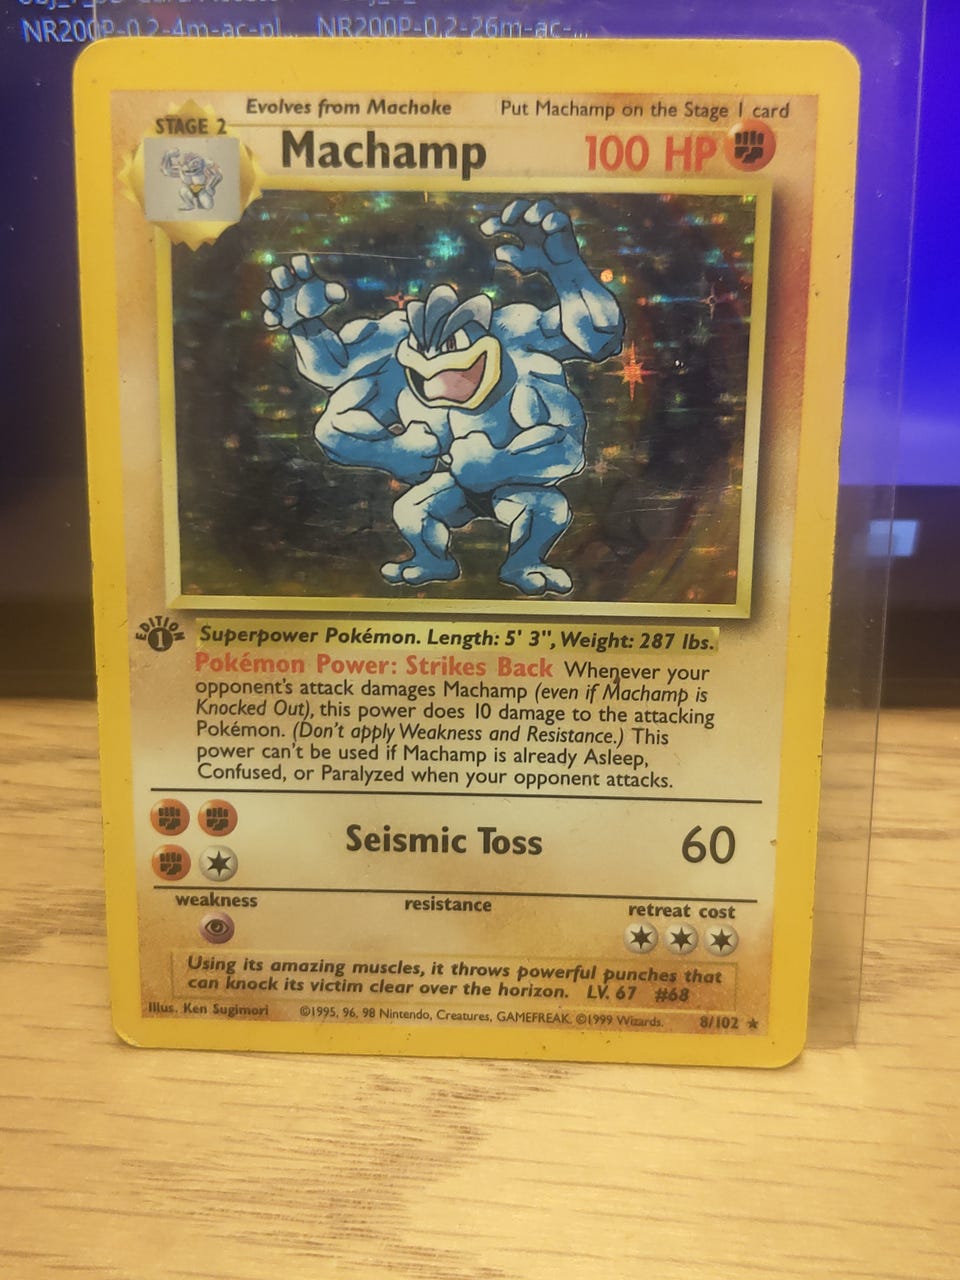 NR200P-0.2-4m-ac-pl... NR200P-0.2-26m-ac-...
Evolves from Machoke Put Machamp on the Stage 1 card
STAGE 2
Machamp 100 HP
EDITION
1
Superpower Pokémon. Length: 5' 3", Weight: 287 lbs.
Pokémon Power: Strikes Back Whenever your
opponent's attack damages Machamp (even if Machamp is
Knocked Out), this power does 10 damage to the attacking
Pokémon. (Don't apply Weakness and Resistance.) This
power can't be used if Machamp is already Asleep,
Confused, or Paralyzed when your opponent attacks.
Seismic Toss 60
weakness resistance retreat cost
Using its amazing muscles, it throws powerful punches that
can knock its victim clear over the horizon. LV. 67 #68
Illus. Ken Sugimori ©1995, 96, 98 Nintendo, Creatures, GAMEFREAK. ©1999 Wizards. 8/102